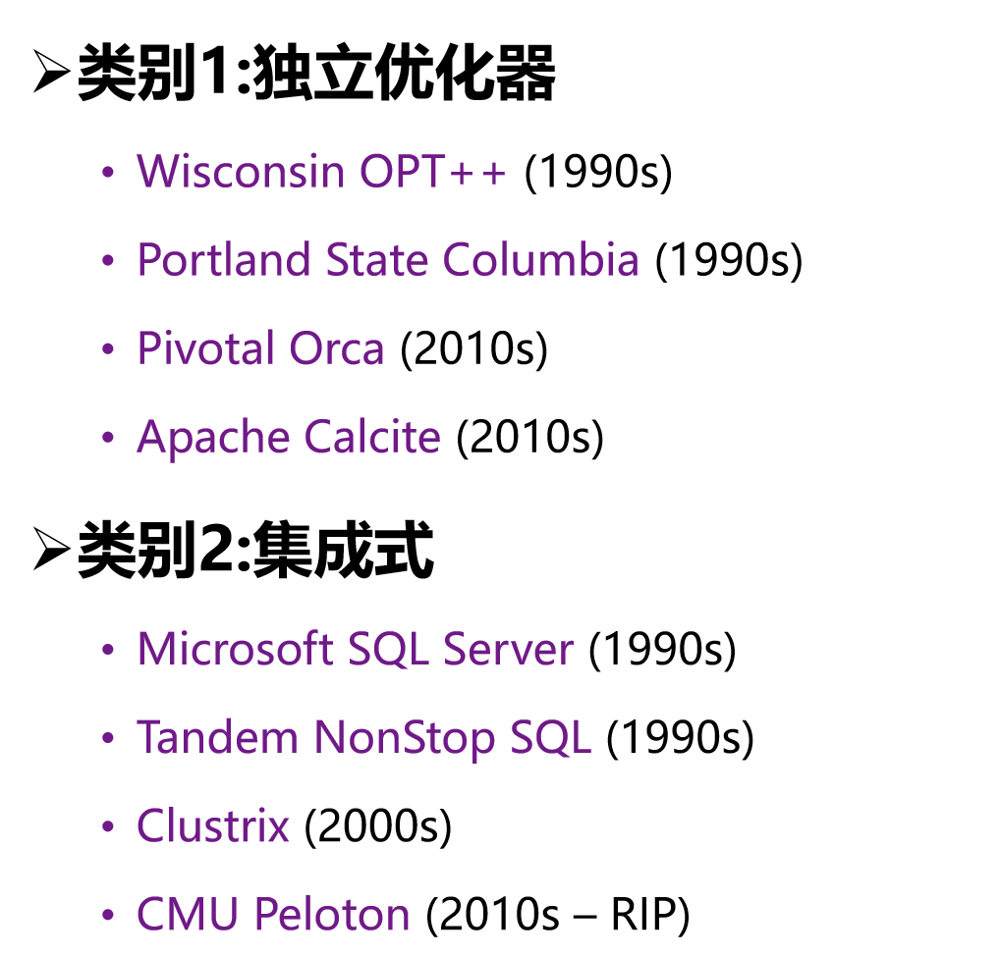 ➢类别1:独立优化器
• Wisconsin OPT++ (1990s)
• Portland State Columbia (1990s)
• Pivotal Orca (2010s)
• Apache Calcite (2010s)
➢类别2:集成式
• Microsoft SQL Server (1990s)
• Tandem NonStop SQL (1990s)
• Clustrix (2000s)
• CMU Peloton (2010s – RIP)